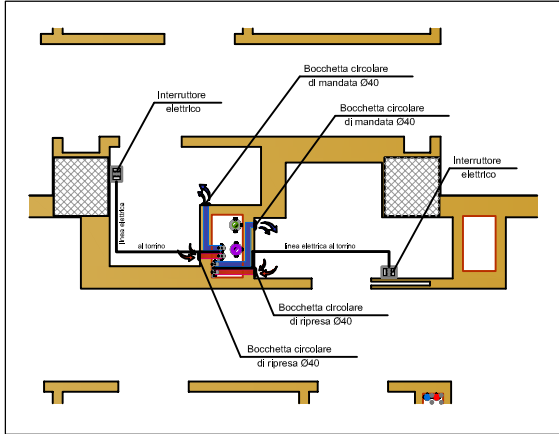 Bocchetta circolare
di mandata Ø40
Interruttore
elettrico
Bocchetta circolare
di mandata Ø40
Interruttore
elettrico
linea elettrica
al torrino
linea elettrica al torrino
Bocchetta circolare
di ripresa Ø40
Bocchetta circolare
di ripresa Ø40